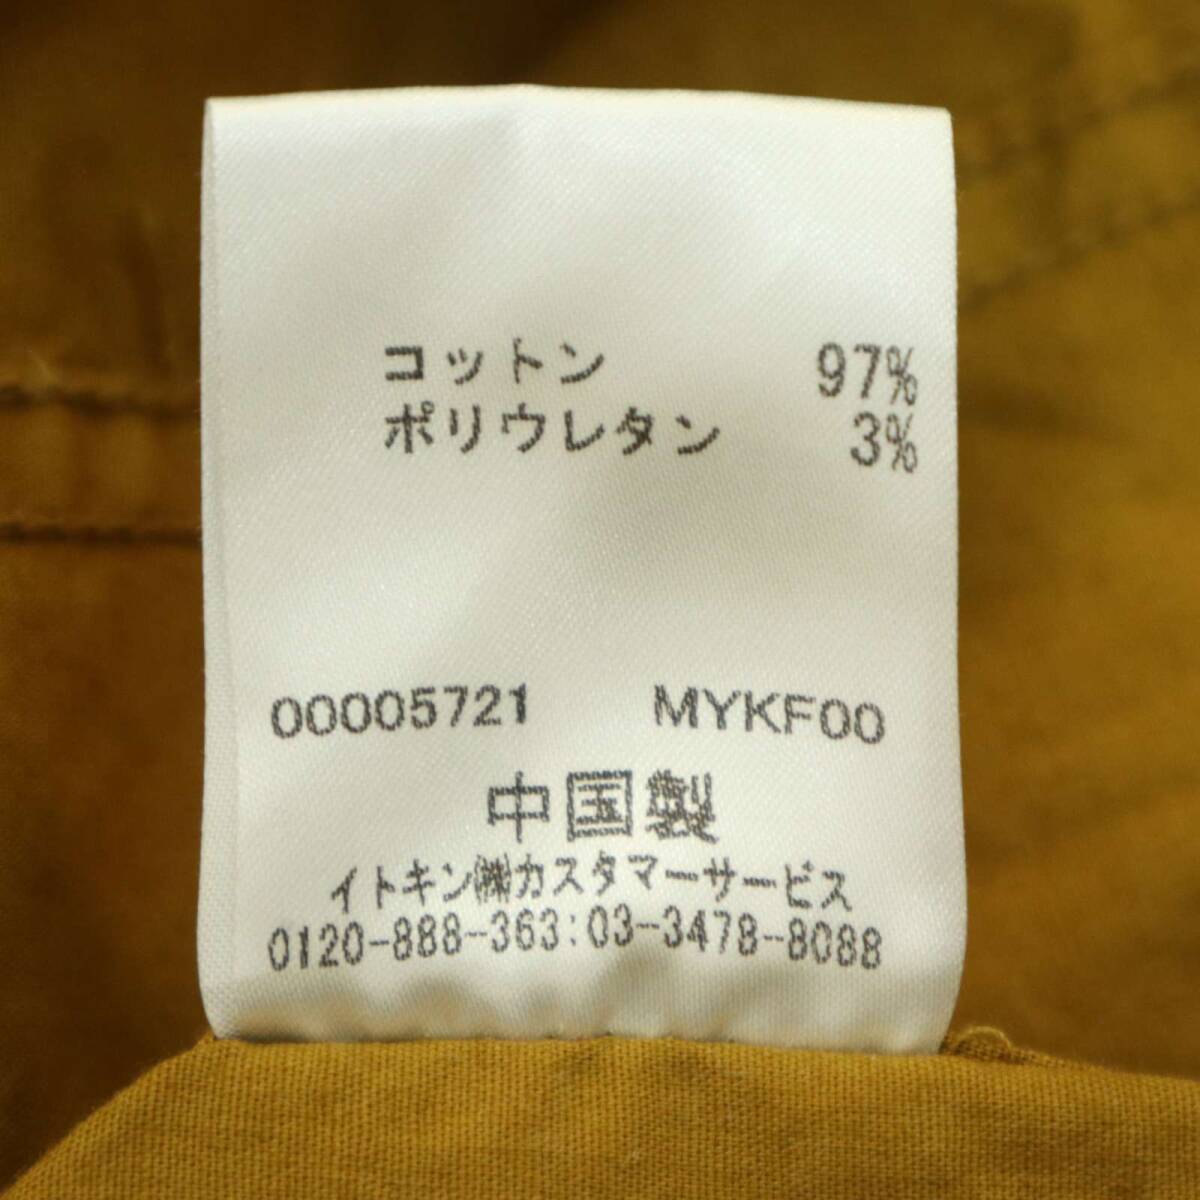 コットン 97%
ポリウレタン 3%
00005721 MYKF00
中国製
イトキン㈱カスタマーサービス
0120-888-363:03-3478-8088